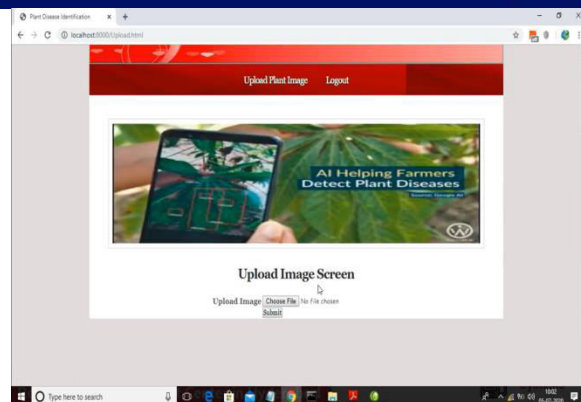 Plant Disease Identification
localhost:8000/Upload.html
Upload Plant Image Logout
AI Helping Farmers
Detect Plant Diseases
Upload Image Screen
Upload Image Choose File No file chosen
Submit
Type here to search